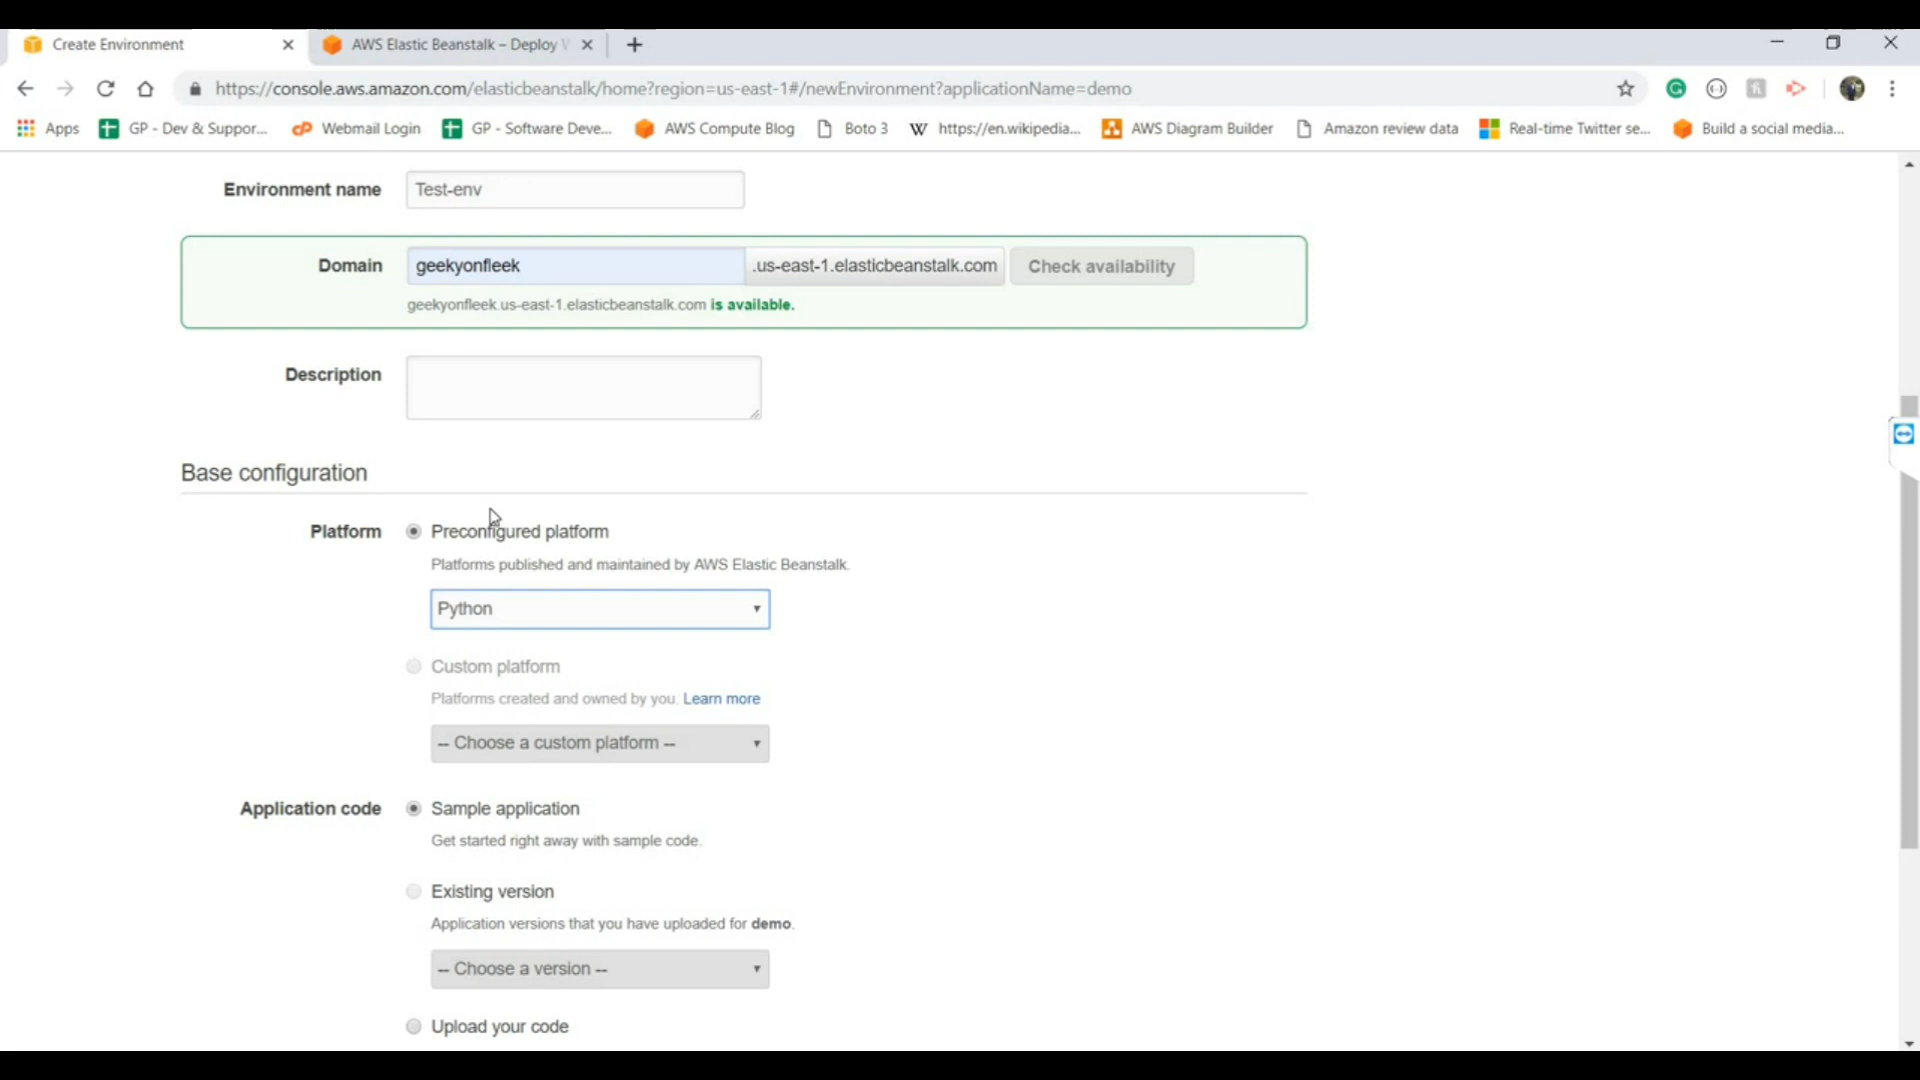 Create Environment
AWS Elastic Beanstalk – Deploy
https://console.aws.amazon.com/elasticbeanstalk/home?region=us-east-1#/newEnvironment?applicationName=demo
Apps
GP - Dev & Suppor...
cP Webmail Login
GP - Software Deve...
AWS Compute Blog
Boto 3
W https://en.wikipedia...
AWS Diagram Builder
Amazon review data
Real-time Twitter se...
Build a social media...
Environment name Test-env
Domain geekyonfleek .us-east-1.elasticbeanstalk.com Check availability
geekyonfleek.us-east-1.elasticbeanstalk.com is available.
Description
Base configuration
Platform Preconfigured platform
Platforms published and maintained by AWS Elastic Beanstalk.
Python
Custom platform
Platforms created and owned by you. Learn more
-- Choose a custom platform --
Application code Sample application
Get started right away with sample code.
Existing version
Application versions that you have uploaded for demo.
-- Choose a version --
Upload your code